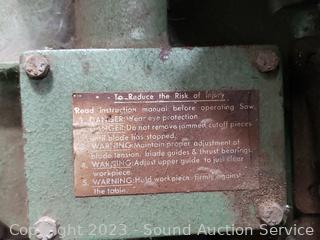 To Reduce the Risk of Injury
Read instruction manual before operating Saw.
1. DANGER: Wear eye protection.
DANGER: Do not remove jammed cutoff pieces
until blade has stopped.
WARNING: Maintain proper adjustment of
blade tension, blade guides & thrust bearings.
4. WARNING: Adjust upper guide to just clear
workpiece.
5. WARNING: Hold workpiece firmly against
the table.
Copyright 2023 - Sound Auction Service